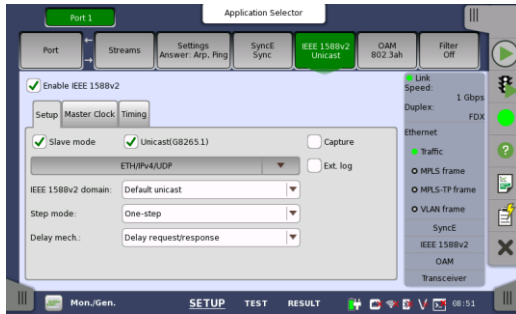 Port 1
Application Selector
Port
Streams
Settings
Answer: Arp, Ping
SyncE
Sync
IEEE 1588v2
Unicast
OAM
802.3ah
Filter
Off
Enable IEEE 1588v2
Setup
Master Clock
Timing
Slave mode
Unicast(G8265.1)
Capture
ETH/IPv4/UDP
Ext. log
IEEE 1588v2 domain:
Default unicast
Step mode:
One-step
Delay mech.:
Delay request/response
Link
Speed:
1 Gbps
Duplex:
FDX
Ethernet
Traffic
MPLS frame
MPLS-TP frame
VLAN frame
SyncE
IEEE 1588v2
OAM
Transceiver
Mon./Gen.
SETUP
TEST
RESULT
08:51